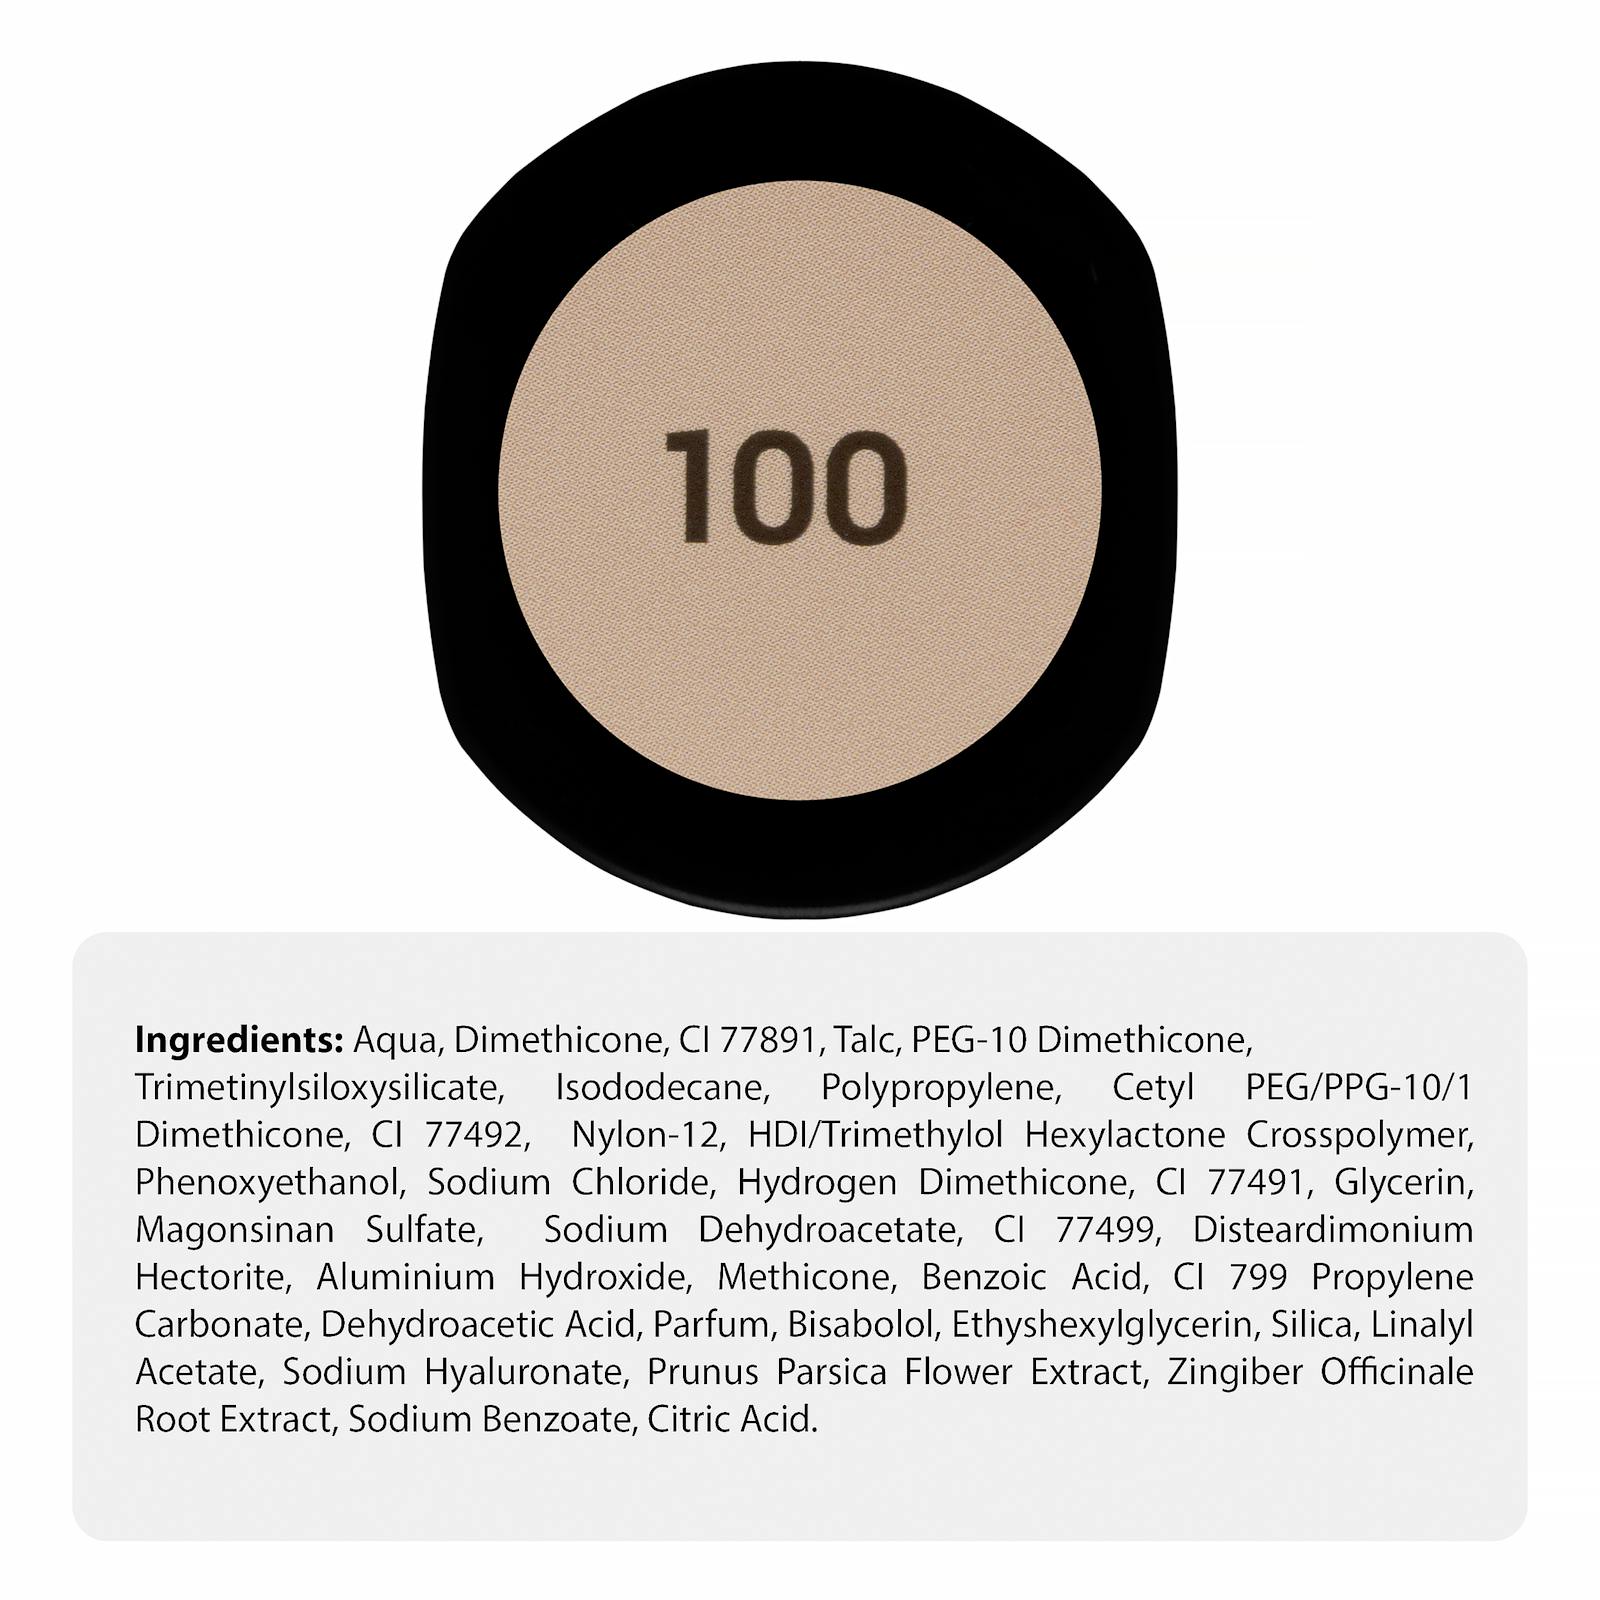 100
Ingredients: Aqua, Dimethicone, CI 77891, Talc, PEG-10 Dimethicone,
Trimetinylsiloxysilicate, Isododecane, Polypropylene, Cetyl PEG/PPG-10/1
Dimethicone, CI 77492, Nylon-12, HDI/Trimethylol Hexylactone Crosspolymer,
Phenoxyethanol, Sodium Chloride, Hydrogen Dimethicone, CI 77491, Glycerin,
Magonsinan Sulfate, Sodium Dehydroacetate, CI 77499, Disteardimonium
Hectorite, Aluminium Hydroxide, Methicone, Benzoic Acid, CI 799 Propylene
Carbonate, Dehydroacetic Acid, Parfum, Bisabolol, Ethyshexylglycerin, Silica, Linalyl
Acetate, Sodium Hyaluronate, Prunus Parsica Flower Extract, Zingiber Officinale
Root Extract, Sodium Benzoate, Citric Acid.